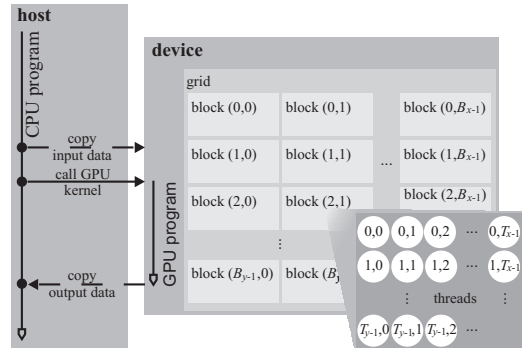 host
CPU program
copy
input data
call GPU
kernel
copy
output data
device
GPU program
grid
block (0,0) block (0,1) block (0,Bx-1)
block (1,0) block (1,1) ... block (1,Bx-1)
block (2,0) block (2,1) block (2,Bx-1)
⋮
block (By-1,0) block (By
0,0 0,1 0,2 ... 0,Tx-1
1,0 1,1 1,2 ... 1,Tx-1
⋮ threads ⋮
Ty-1,0 Ty-1,1 Ty-1,2 ...